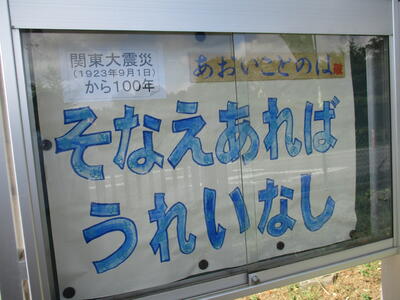 関東大震災
(1923年9月1日)
から100年
あおいことのは
そなえあれば
うれいなし